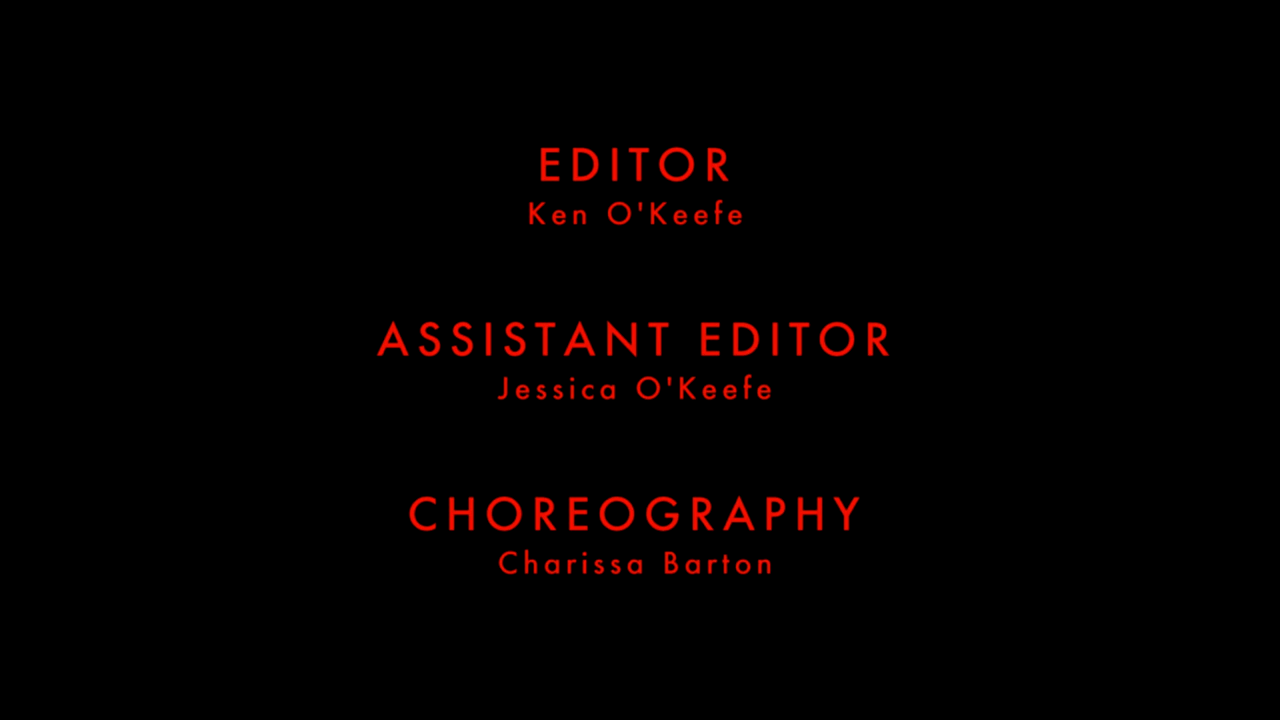 EDITOR
Ken O'Keefe
ASSISTANT EDITOR
Jessica O'Keefe
CHOREOGRAPHY
Charissa Barton